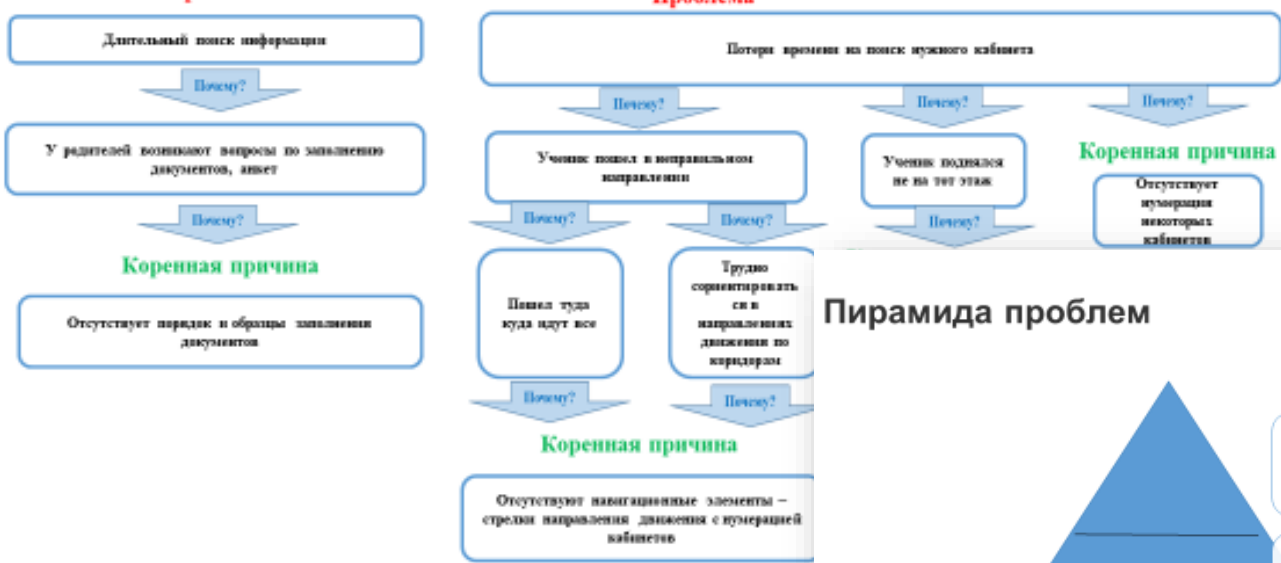 Проблема
Длительный поиск информации
Почему?
У родителей возникают вопросы по заполнению
документов, анкет
Почему?
Коренная причина
Отсутствует порядок и образцы заполнения
документов
Потери времени на поиск нужного кабинета
Почему?
Почему?
Почему?
Ученик пошел в неправильном
направлении
Ученик поднялся
не на тот этаж
Коренная причина
Отсутствует
нумерация
некоторых
кабинетов
Почему?
Почему?
Почему?
Пошел туда
куда идут все
Трудно
сориентировать
ся в
направлениях
движения по
коридорам
Почему?
Почему?
Коренная причина
Отсутствуют навигационные элементы –
стрелки направления движения с нумерацией
кабинетов
Пирамида проблем